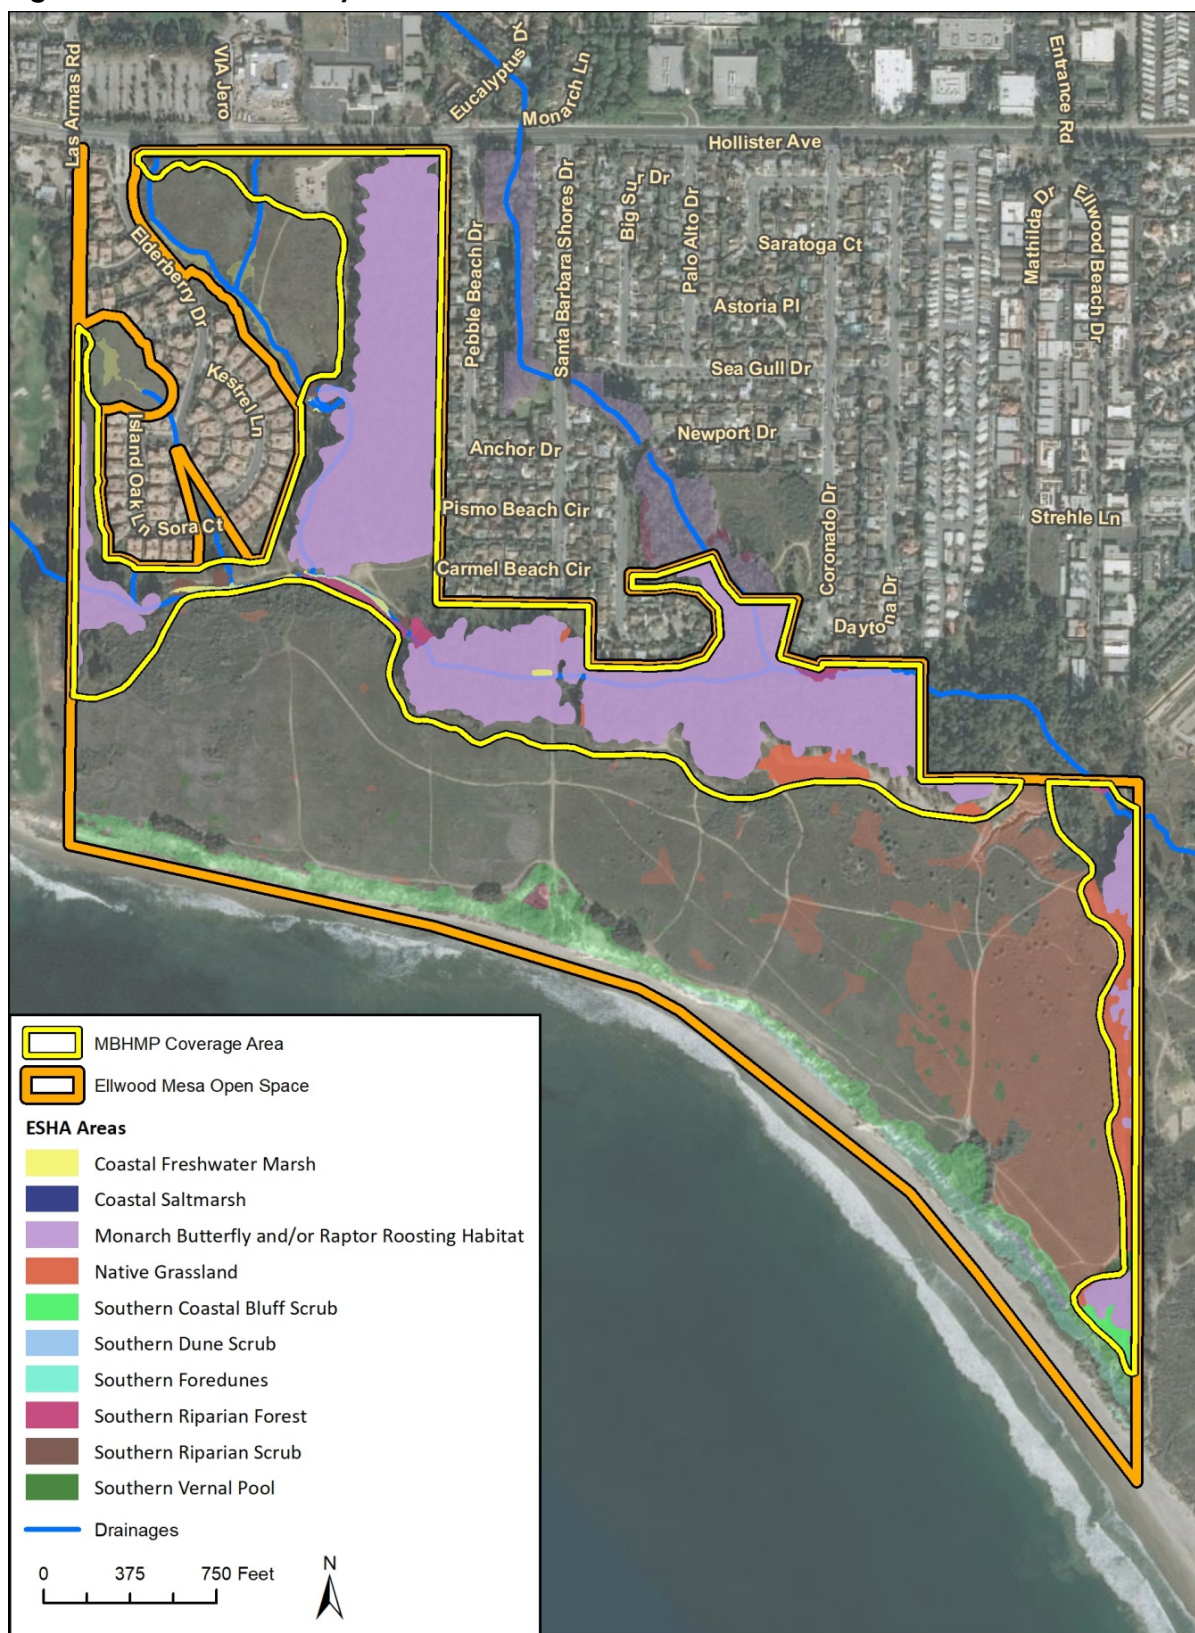 Las Armas Rd
VIA Jero
Eucalyptus Dr
Monarch Ln
Hollister Ave
Entrance Rd
Elderberry Dr
Kestrel Ln
Island Oak Ln
Sora Ct
Pebble Beach Dr
Santa Barbara Shores Dr
Big Sur Dr
Palo Alto Dr
Saratoga Ct
Astoria Pl
Sea Gull Dr
Mathilda Dr
Ellwood Beach Dr
Anchor Dr
Newport Dr
Pismo Beach Cir
Coronado Dr
Strehle Ln
Carmel Beach Cir
Daytona Dr
MBHMP Coverage Area
Ellwood Mesa Open Space
ESHA Areas
Coastal Freshwater Marsh
Coastal Saltmarsh
Monarch Butterfly and/or Raptor Roosting Habitat
Native Grassland
Southern Coastal Bluff Scrub
Southern Dune Scrub
Southern Foredunes
Southern Riparian Forest
Southern Riparian Scrub
Southern Vernal Pool
Drainages
0 375 750 Feet
N